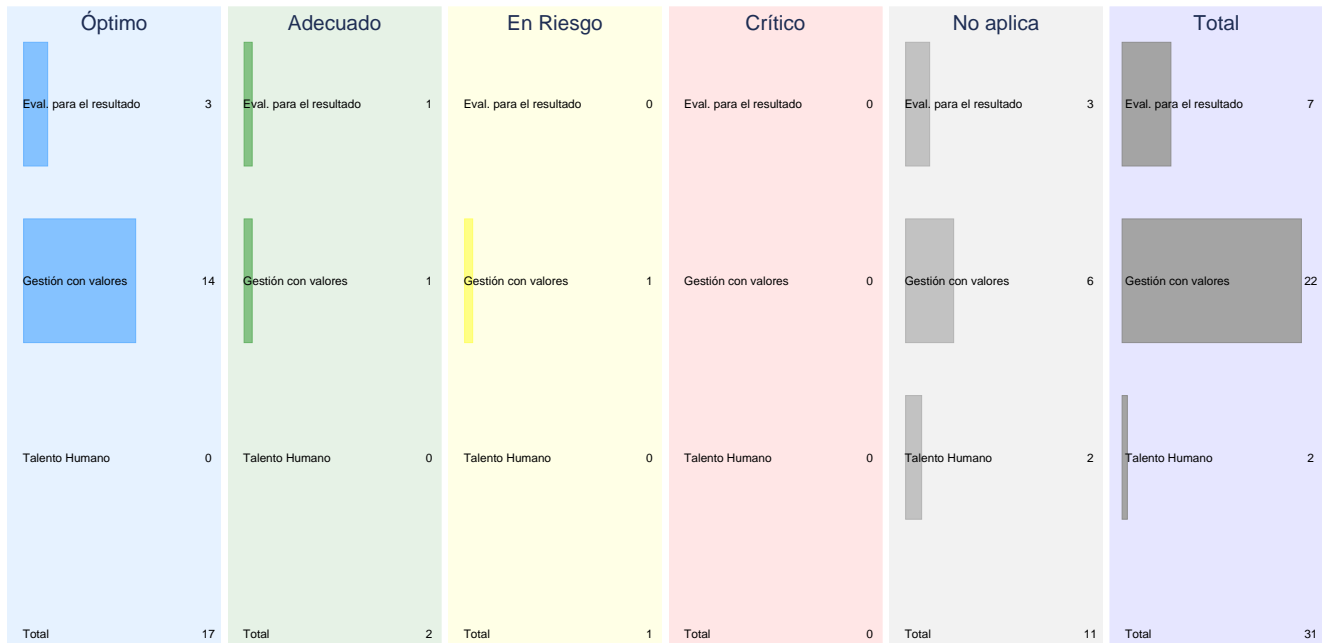 Óptimo Adecuado En Riesgo Crítico No aplica Total
Eval. para el resultado 3 Eval. para el resultado 1 Eval. para el resultado 0 Eval. para el resultado 0 Eval. para el resultado 3 Eval. para el resultado 7
Gestión con valores 14 Gestión con valores 1 Gestión con valores 1 Gestión con valores 0 Gestión con valores 6 Gestión con valores 22
Talento Humano 0 Talento Humano 0 Talento Humano 0 Talento Humano 0 Talento Humano 2 Talento Humano 2
Total 17 Total 2 Total 1 Total 0 Total 11 Total 31